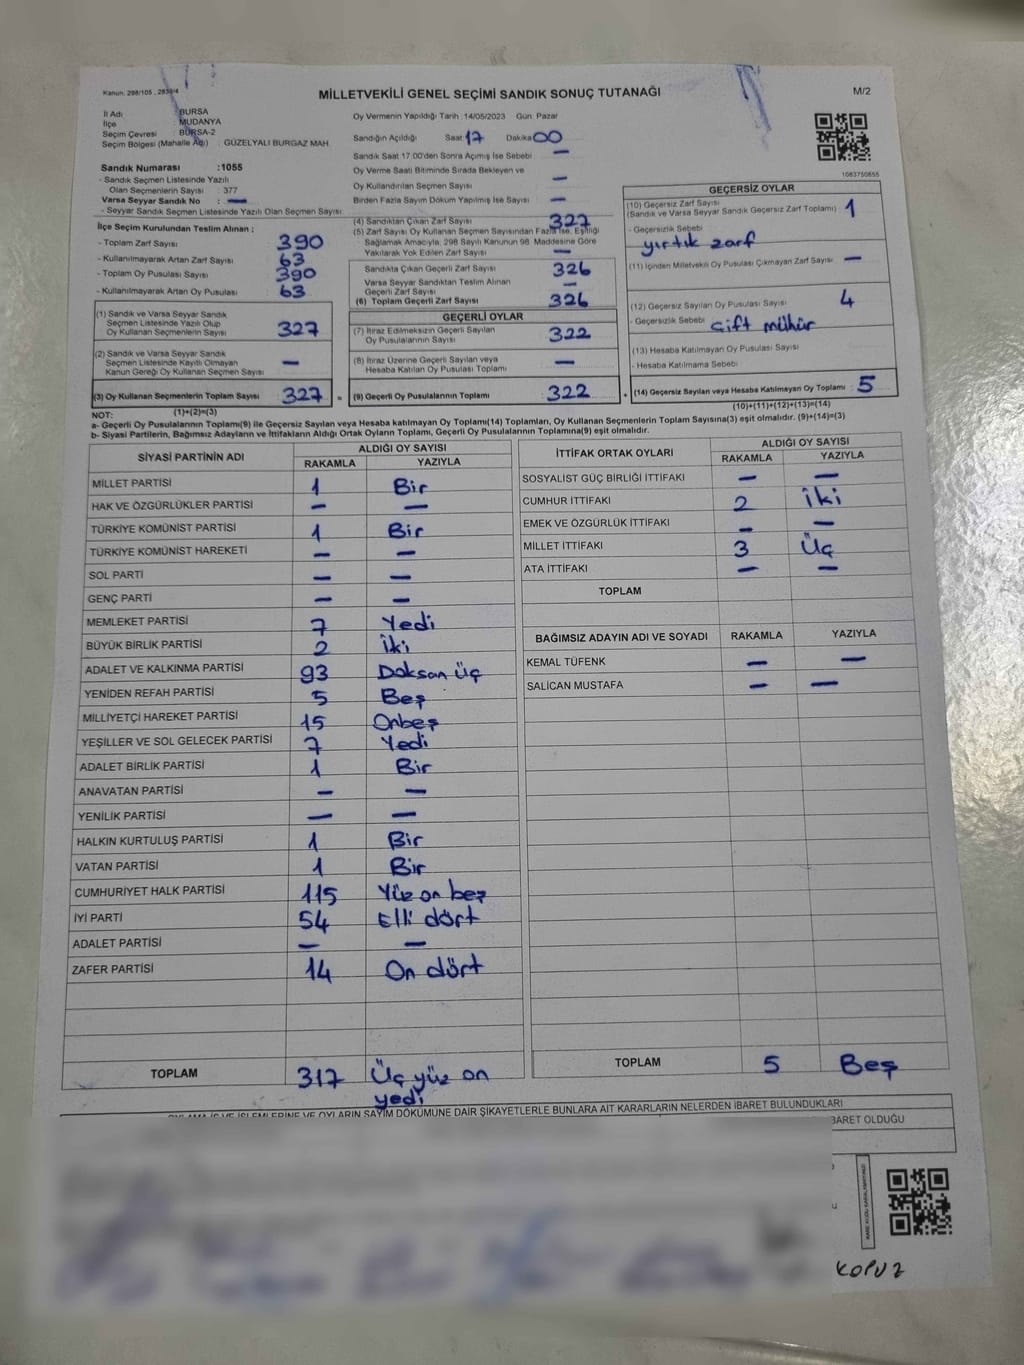 Kanun. 298/105 , 2839/4
MİLLETVEKİLİ GENEL SEÇİMİ SANDIK SONUÇ TUTANAĞI
M/2
İl Adı : BURSA
İlçe : MUDANYA
Seçim Çevresi : BURSA-2
Seçim Bölgesi (Mahalle Adı) : GÜZELYALI BURGAZ MAH.
Oy Vermenin Yapıldığı Tarih :14/05/2023 Gün: Pazar
Sandığın Açıldığı Saat 17 Dakika 00
Sandık Saat 17.00'den Sonra Açılmış İse Sebebi —
Oy Verme Saati Bitiminde Sırada Bekleyen ve
Oy Kullandırılan Seçmen Sayısı —
Birden Fazla Sayım Döküm Yapılmış İse Sayısı —
1083750855
Sandık Numarası :1055
- Sandık Seçmen Listesinde Yazılı
Olan Seçmenlerin Sayısı : 377
Varsa Seyyar Sandık No : —
- Seyyar Sandık Seçmen Listesinde Yazılı Olan Seçmen Sayısı:
İlçe Seçim Kurulundan Teslim Alınan ;
- Toplam Zarf Sayısı 390
- Kullanılmayarak Artan Zarf Sayısı 63
- Toplam Oy Pusulası Sayısı 390
- Kullanılmayarak Artan Oy Pusulası 63
(1) Sandık ve Varsa Seyyar Sandık
Seçmen Listesinde Yazılı Olup
Oy Kullanan Seçmenlerin Sayısı 327
(2) Sandık ve Varsa Seyyar Sandık
Seçmen Listesinde Kayıtlı Olmayan
Kanun Gereği Oy Kullanan Seçmen Sayısı —
(3) Oy Kullanan Seçmenlerin Toplam Sayısı 327 =
(1)+(2)=(3)
(4) Sandıktan Çıkan Zarf Sayısı 327
(5) Zarf Sayısı Oy Kullanan Seçmen Sayısından Fazla İse, Eşitliği
Sağlamak Amacıyla, 298 Sayılı Kanunun 98. Maddesine Göre
Yakılarak Yok Edilen Zarf Sayısı —
Sandıkta Çıkan Geçerli Zarf Sayısı 326
Varsa Seyyar Sandıktan Teslim Alınan
Geçerli Zarf Sayısı —
(6) Toplam Geçerli Zarf Sayısı 326
GEÇERLİ OYLAR
(7) İtiraz Edilmeksizin Geçerli Sayılan
Oy Pusulalarının Sayısı 322
(8) İtiraz Üzerine Geçerli Sayılan veya
Hesaba Katılan Oy Pusulası Toplamı —
(9) Geçerli Oy Pusulalarının Toplamı 322 +
GEÇERSİZ OYLAR
(10) Geçersiz Zarf Sayısı
(Sandık ve Varsa Seyyar Sandık Geçersiz Zarf Toplamı) 1
- Geçersizlik Sebebi
yırtık zarf
(11) İçinden Milletvekili Oy Pusulası Çıkmayan Zarf Sayısı —
(12) Geçersiz Sayılan Oy Pusulası Sayısı 4
- Geçersizlik Sebebi çift mühür
(13) Hesaba Katılmayan Oy Pusulası Sayısı
- Hesaba Katılmama Sebebi
(14) Geçersiz Sayılan veya Hesaba Katılmayan Oy Toplamı 5
(10)+(11)+(12)+(13)=(14)
NOT:
a- Geçerli Oy Pusulalarının Toplamı(9) ile Geçersiz Sayılan veya Hesaba katılmayan Oy Toplamı(14) Toplamları, Oy Kullanan Seçmenlerin Toplam Sayısına(3) eşit olmalıdır. (9)+(14)=(3)
b- Siyasi Partilerin, Bağımsız Adayların ve İttifakların Aldığı Ortak Oyların Toplamı, Geçerli Oy Pusulalarının Toplamına(9) eşit olmalıdır.
SİYASİ PARTİNİN ADI ALDIĞI OY SAYISI
RAKAMLA YAZIYLA
MİLLET PARTİSİ 1 Bir
HAK VE ÖZGÜRLÜKLER PARTİSİ — —
TÜRKİYE KOMÜNİST PARTİSİ 1 Bir
TÜRKİYE KOMÜNİST HAREKETİ — —
SOL PARTİ — —
GENÇ PARTİ — —
MEMLEKET PARTİSİ 7 Yedi
BÜYÜK BİRLİK PARTİSİ 2 İki
ADALET VE KALKINMA PARTİSİ 93 Doksan Üç
YENİDEN REFAH PARTİSİ 5 Beş
MİLLİYETÇİ HAREKET PARTİSİ 15 Onbeş
YEŞİLLER VE SOL GELECEK PARTİSİ 7 Yedi
ADALET BİRLİK PARTİSİ 1 Bir
ANAVATAN PARTİSİ — —
YENİLİK PARTİSİ — —
HALKIN KURTULUŞ PARTİSİ 1 Bir
VATAN PARTİSİ 1 Bir
CUMHURİYET HALK PARTİSİ 115 Yüz on beş
İYİ PARTİ 54 Elli dört
ADALET PARTİSİ — —
ZAFER PARTİSİ 14 On dört
TOPLAM 317 Üç yüz on
yedi
İTTİFAK ORTAK OYLARI ALDIĞI OY SAYISI
RAKAMLA YAZIYLA
SOSYALİST GÜÇ BİRLİĞİ İTTİFAKI — —
CUMHUR İTTİFAKI 2 İki
EMEK VE ÖZGÜRLÜK İTTİFAKI — —
MİLLET İTTİFAKI 3 Üç
ATA İTTİFAKI — —
TOPLAM
BAĞIMSIZ ADAYIN ADI VE SOYADI RAKAMLA YAZIYLA
KEMAL TÜFENK — —
SALİCAN MUSTAFA — —
TOPLAM 5 Beş
OYLAMA İŞ VE İŞLEMLERİNE VE OYLARIN SAYIM DÖKÜMÜNE DAİR ŞİKAYETLERLE BUNLARA AİT KARARLARIN NELERDEN İBARET BULUNDUKLARI
BARET OLDUĞU